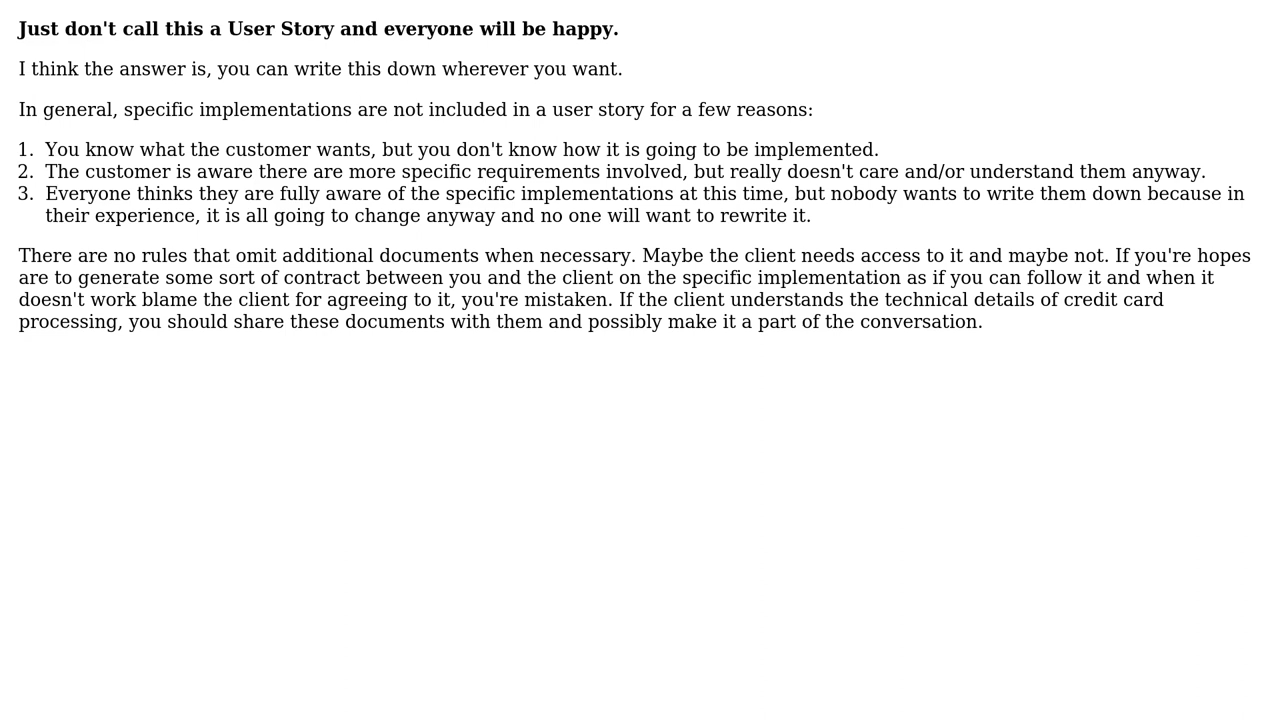 Just don't call this a User Story and everyone will be happy.
I think the answer is, you can write this down wherever you want.
In general, specific implementations are not included in a user story for a few reasons:
1. You know what the customer wants, but you don't know how it is going to be implemented.
2. The customer is aware there are more specific requirements involved, but really doesn't care and/or understand them anyway.
3. Everyone thinks they are fully aware of the specific implementations at this time, but nobody wants to write them down because in
their experience, it is all going to change anyway and no one will want to rewrite it.
There are no rules that omit additional documents when necessary. Maybe the client needs access to it and maybe not. If you're hopes
are to generate some sort of contract between you and the client on the specific implementation as if you can follow it and when it
doesn't work blame the client for agreeing to it, you're mistaken. If the client understands the technical details of credit card
processing, you should share these documents with them and possibly make it a part of the conversation.